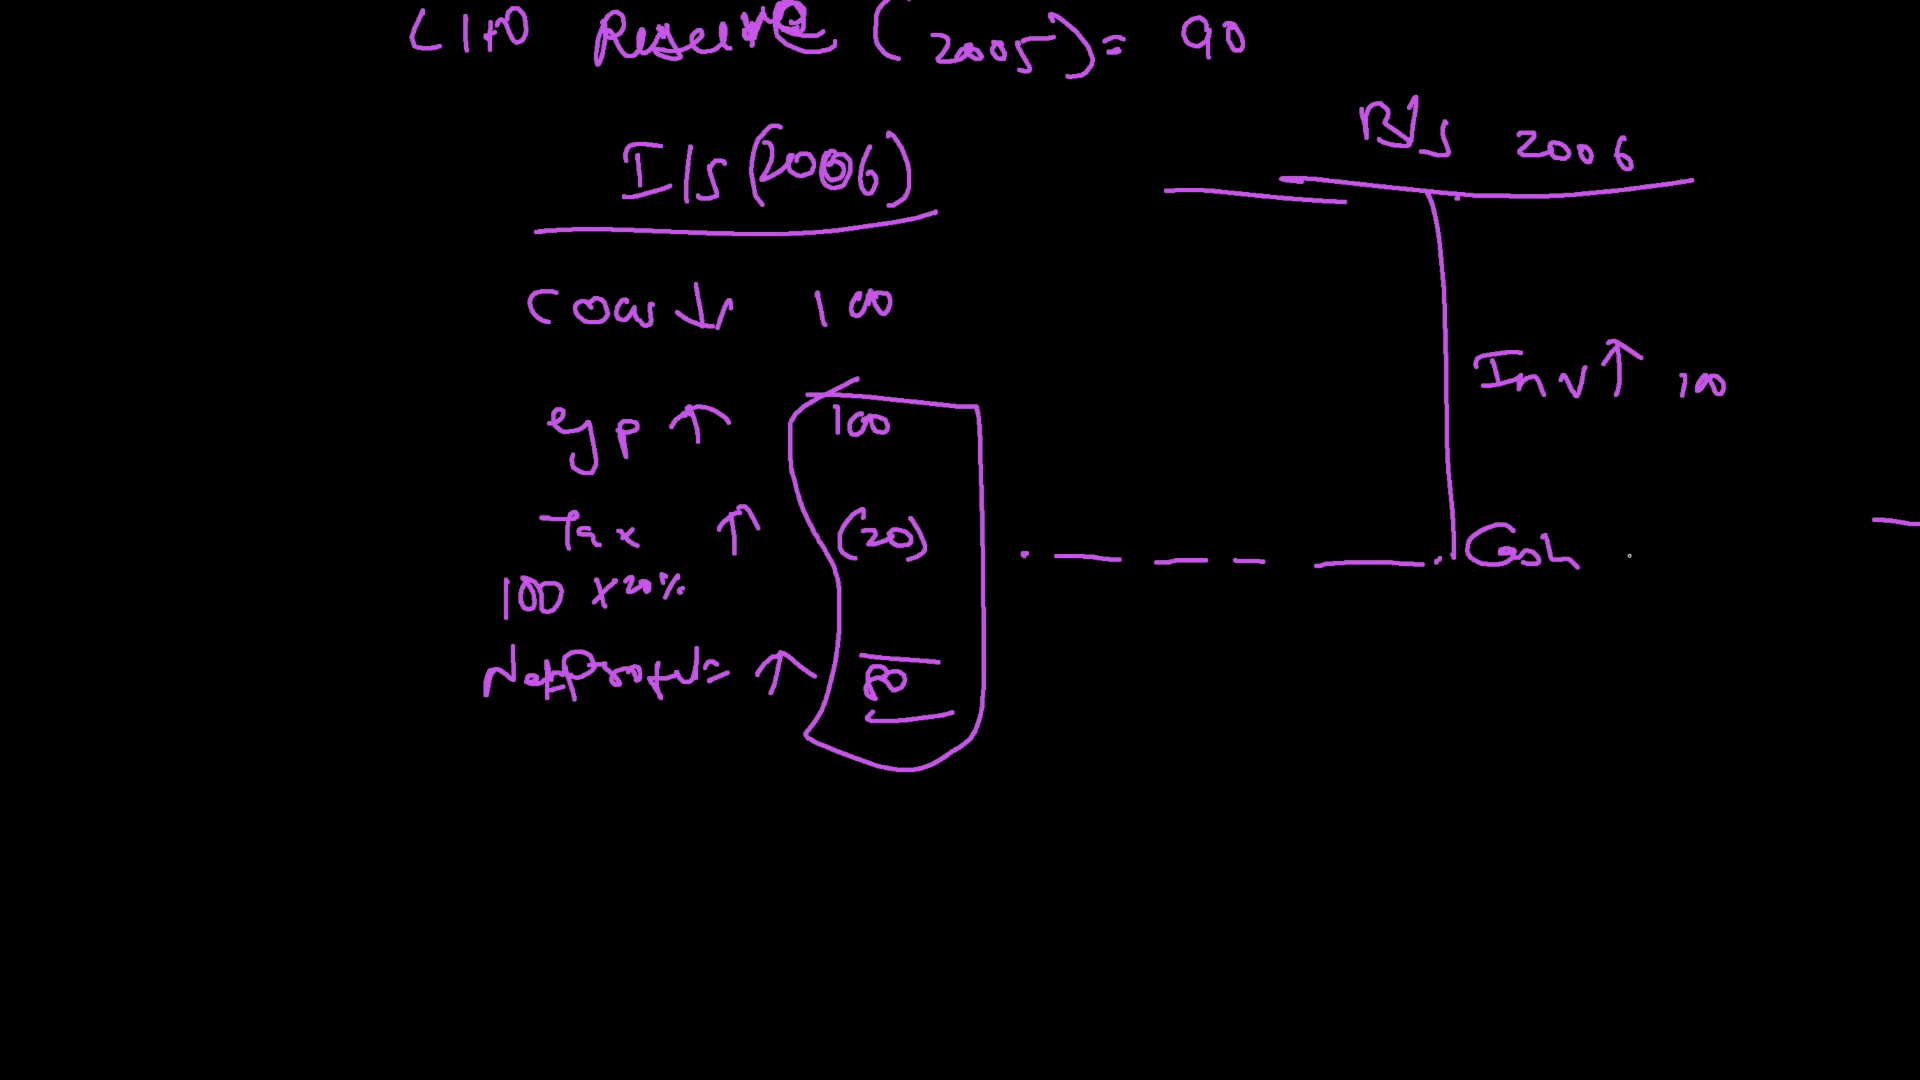 LIFO Reserve (2005) = 90
I/S (2006)
B/S 2006
COGS ↓ 100
Inv ↑ 100
GP ↑ 100
Tax ↑ (20)
Cash
100 x 20%
Net Profit = ↑ 80